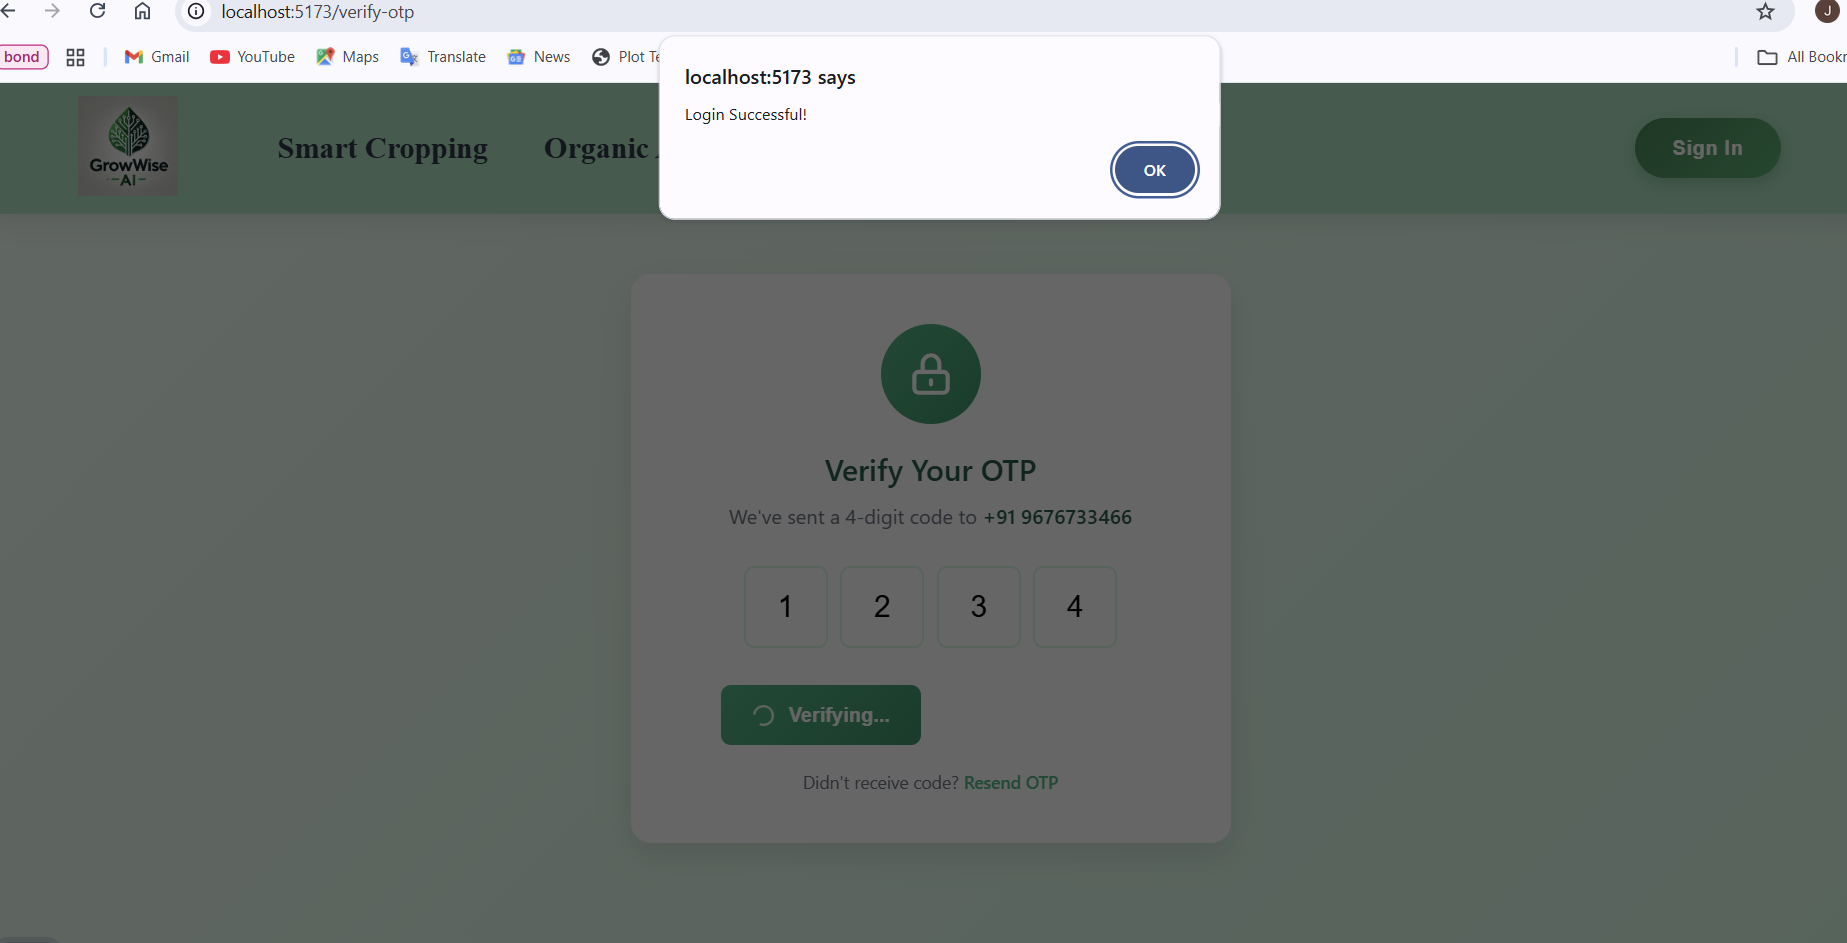 localhost:5173/verify-otp
J
bond
Gmail
YouTube
Maps
Translate
News
Plot
All
localhost:5173 says
Login Successful!
OK
GrowWise
AI
Smart Cropping
Organic
Sign In
Verify Your OTP
We've sent a 4-digit code to +91 9676733466
1 2 3 4
Verifying...
Didn't receive code? Resend OTP